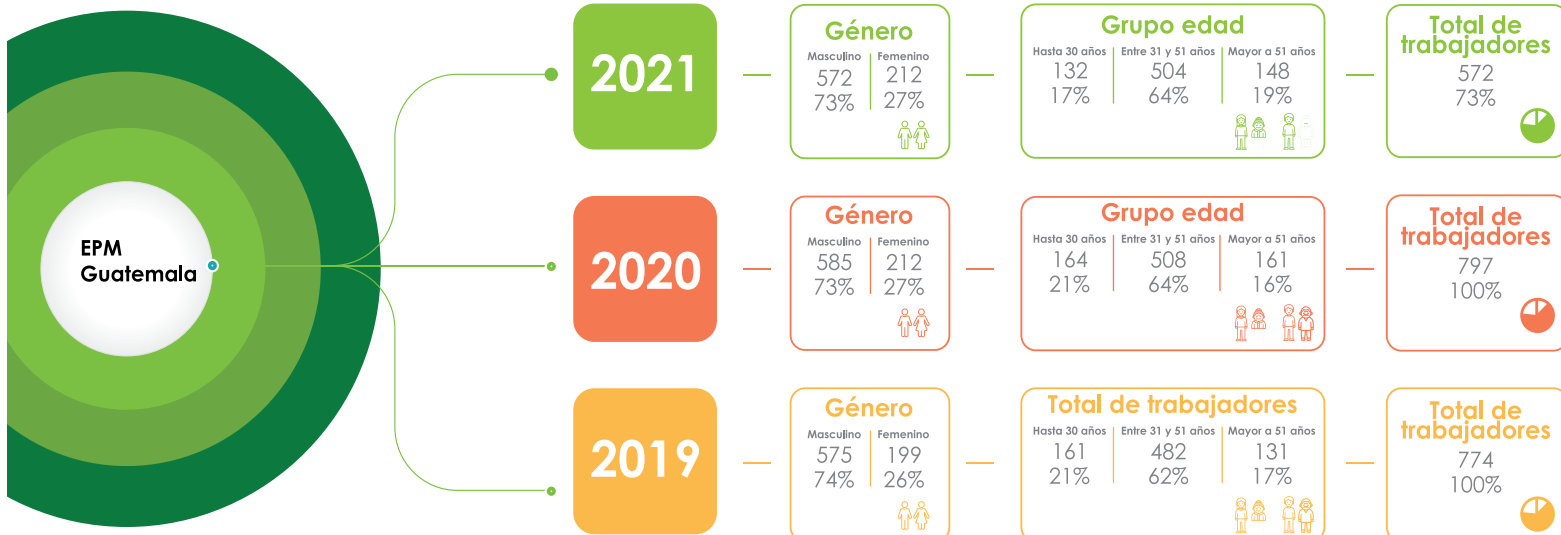 EPM
Guatemala
2021
Género
Masculino Femenino
572 212
73% 27%
Grupo edad
Hasta 30 años Entre 31 y 51 años Mayor a 51 años
132 504 148
17% 64% 19%
Total de
trabajadores
572
73%
2020
Género
Masculino Femenino
585 212
73% 27%
Grupo edad
Hasta 30 años Entre 31 y 51 años Mayor a 51 años
164 508 161
21% 64% 16%
Total de
trabajadores
797
100%
2019
Género
Masculino Femenino
575 199
74% 26%
Total de trabajadores
Hasta 30 años Entre 31 y 51 años Mayor a 51 años
161 482 131
21% 62% 17%
Total de
trabajadores
774
100%